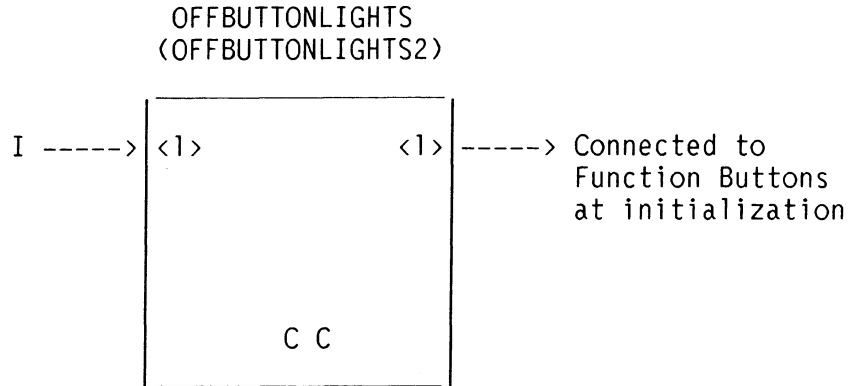 OFFBUTTONLIGHTS
(OFFBUTTONLIGHTS2)
I -----> <1> <1> -----> Connected to
Function Buttons
at initialization
C C